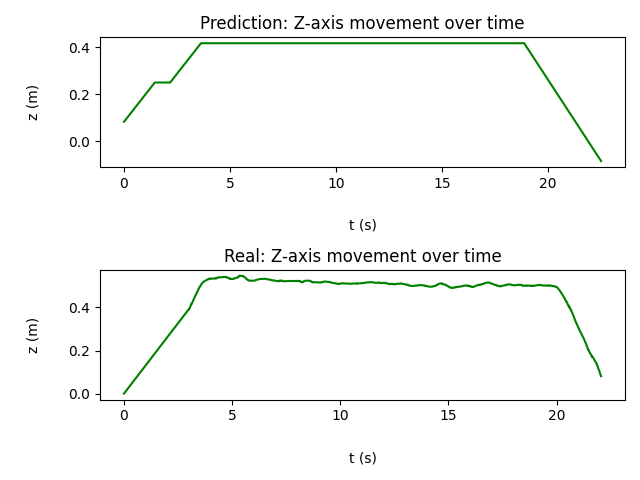 Prediction: Z-axis movement over time
0.4
0.2
0.0
z (m)
0 5 10 15 20
t (s)
Real: Z-axis movement over time
0.4
0.2
0.0
z (m)
0 5 10 15 20
t (s)